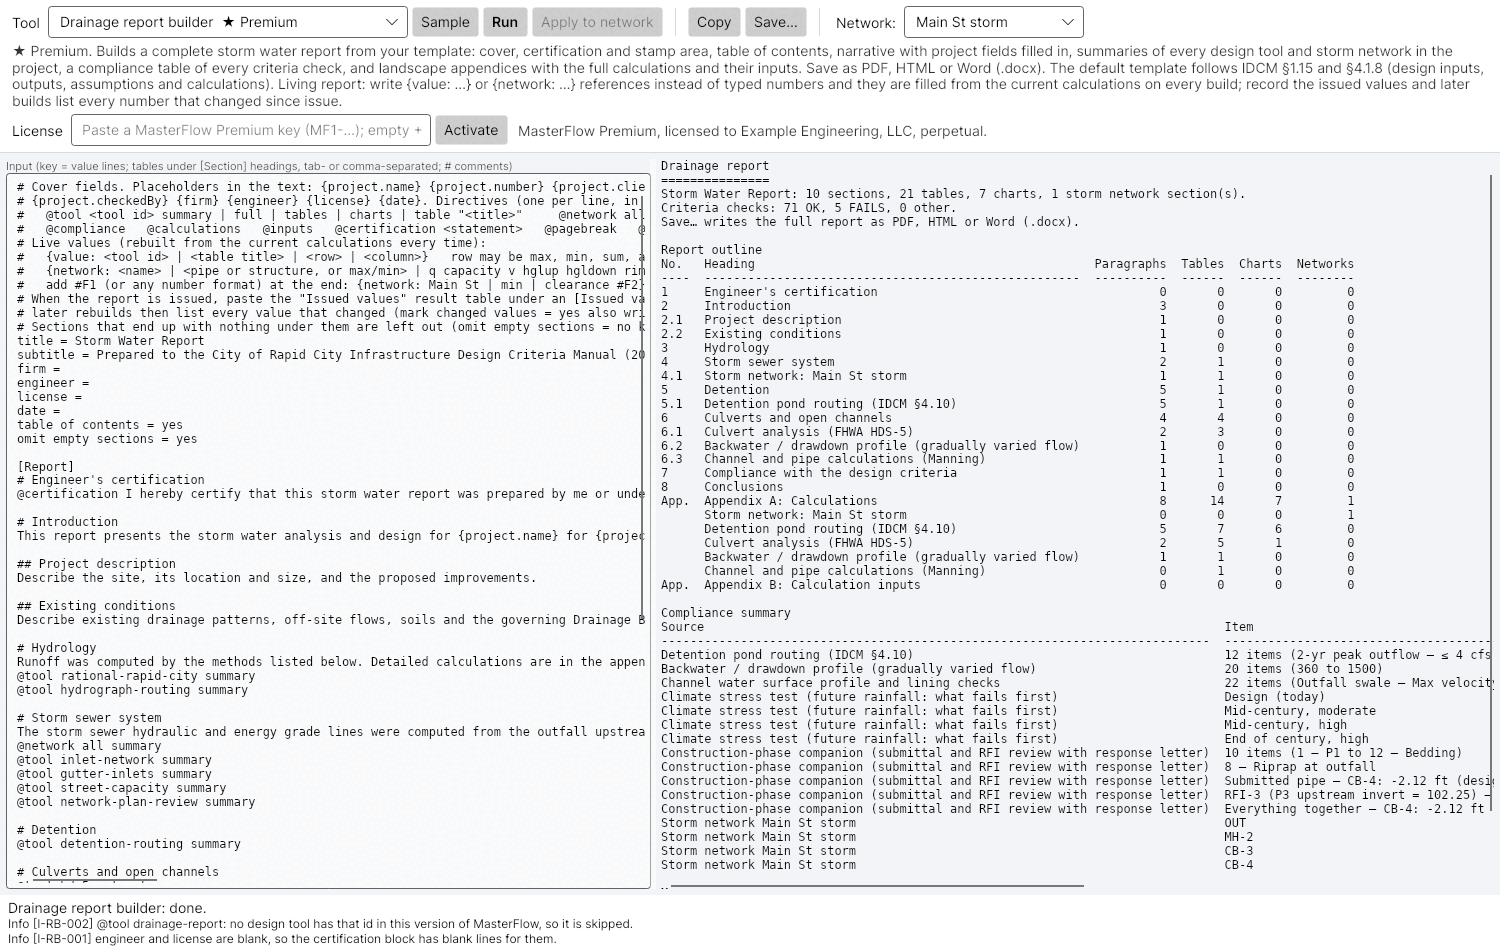 Tool Drainage report builder ★ Premium Sample Run Apply to network Copy Save... Network: Main St storm
★ Premium. Builds a complete storm water report from your template: cover, certification and stamp area, table of contents, narrative with project fields filled in, summaries of every design tool and storm network in the
project, a compliance table of every criteria check, and landscape appendices with the full calculations and their inputs. Save as PDF, HTML or Word (.docx). The default template follows IDCM §1.15 and §4.1.8 (design inputs,
outputs, assumptions and calculations). Living report: write {value: ...} or {network: ...} references instead of typed numbers and they are filled from the current calculations on every build; record the issued values and later
builds list every number that changed since issue.
License Paste a MasterFlow Premium key (MF1-...); empty + Activate MasterFlow Premium, licensed to Example Engineering, LLC, perpetual.
Input (key = value lines; tables under [Section] headings, tab- or comma-separated; # comments)
# Cover fields. Placeholders in the text: {project.name} {project.number} {project.clie
# {project.checkedBy} {firm} {engineer} {license} {date}. Directives (one per line, in
# @tool <tool id> summary | full | tables | charts | table "<title>" @network all
# @compliance @calculations @inputs @certification <statement> @pagebreak @
# Live values (rebuilt from the current calculations every time):
# {value: <tool id> | <table title> | <row> | <column>} row may be max, min, sum, a
# {network: <name> | <pipe or structure, or max/min> | q capacity v hglup hgldown rim
# add #F1 (or any number format) at the end: {network: Main St | min | clearance #F2}
# When the report is issued, paste the "Issued values" result table under an [Issued va
# later rebuilds then list every value that changed (mark changed values = yes also wri
# Sections that end up with nothing under them are left out (omit empty sections = no k
title = Storm Water Report
subtitle = Prepared to the City of Rapid City Infrastructure Design Criteria Manual (20
firm =
engineer =
license =
date =
table of contents = yes
omit empty sections = yes
[Report]
# Engineer's certification
@certification I hereby certify that this storm water report was prepared by me or unde
# Introduction
This report presents the storm water analysis and design for {project.name} for {projec
## Project description
Describe the site, its location and size, and the proposed improvements.
## Existing conditions
Describe existing drainage patterns, off-site flows, soils and the governing Drainage B
# Hydrology
Runoff was computed by the methods listed below. Detailed calculations are in the appen
@tool rational-rapid-city summary
@tool hydrograph-routing summary
# Storm sewer system
The storm sewer hydraulic and energy grade lines were computed from the outfall upstrea
@network all summary
@tool inlet-network summary
@tool gutter-inlets summary
@tool street-capacity summary
@tool network-plan-review summary
# Detention
@tool detention-routing summary
# Culverts and open channels
Drainage report
===============
Storm Water Report: 10 sections, 21 tables, 7 charts, 1 storm network section(s).
Criteria checks: 71 OK, 5 FAILS, 0 other.
Save… writes the full report as PDF, HTML or Word (.docx).
Report outline
No. Heading Paragraphs Tables Charts Networks
---- ---------------------------------------------------- ---------- ------ ------ --------
1 Engineer's certification 0 0 0 0
2 Introduction 3 0 0 0
2.1 Project description 1 0 0 0
2.2 Existing conditions 1 0 0 0
3 Hydrology 1 0 0 0
4 Storm sewer system 2 1 0 0
4.1 Storm network: Main St storm 1 1 0 0
5 Detention 5 1 0 0
5.1 Detention pond routing (IDCM §4.10) 5 1 0 0
6 Culverts and open channels 4 4 0 0
6.1 Culvert analysis (FHWA HDS-5) 2 3 0 0
6.2 Backwater / drawdown profile (gradually varied flow) 1 0 0 0
6.3 Channel and pipe calculations (Manning) 1 1 0 0
7 Compliance with the design criteria 1 1 0 0
8 Conclusions 1 0 0 0
App. Appendix A: Calculations 8 14 7 1
Storm network: Main St storm 0 0 0 1
Detention pond routing (IDCM §4.10) 5 7 6 0
Culvert analysis (FHWA HDS-5) 2 5 1 0
Backwater / drawdown profile (gradually varied flow) 1 1 0 0
Channel and pipe calculations (Manning) 0 1 0 0
App. Appendix B: Calculation inputs 0 0 0 0
Compliance summary
Source Item
---------------------------------------------------------------------------- -------------------------------------
Detention pond routing (IDCM §4.10) 12 items (2-yr peak outflow — ≤ 4 cfs
Backwater / drawdown profile (gradually varied flow) 20 items (360 to 1500)
Channel water surface profile and lining checks 22 items (Outfall swale — Max velocity
Climate stress test (future rainfall: what fails first) Design (today)
Climate stress test (future rainfall: what fails first) Mid-century, moderate
Climate stress test (future rainfall: what fails first) Mid-century, high
Climate stress test (future rainfall: what fails first) End of century, high
Construction-phase companion (submittal and RFI review with response letter) 10 items (1 — P1 to 12 — Bedding)
Construction-phase companion (submittal and RFI review with response letter) 8 — Riprap at outfall
Construction-phase companion (submittal and RFI review with response letter) Submitted pipe — CB-4: -2.12 ft (desi
Construction-phase companion (submittal and RFI review with response letter) RFI-3 (P3 upstream invert = 102.25) —
Construction-phase companion (submittal and RFI review with response letter) Everything together — CB-4: -2.12 ft
Storm network Main St storm OUT
Storm network Main St storm MH-2
Storm network Main St storm CB-3
Storm network Main St storm CB-4
Drainage report builder: done.
Info [I-RB-002] @tool drainage-report: no design tool has that id in this version of MasterFlow, so it is skipped.
Info [I-RB-001] engineer and license are blank, so the certification block has blank lines for them.